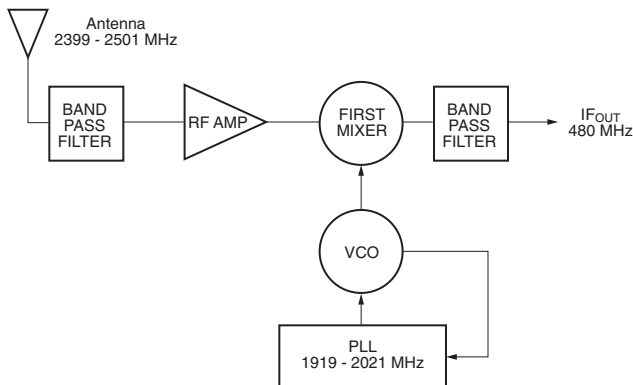 Antenna
2399 - 2501 MHz
BAND
PASS
FILTER
RF AMP
FIRST
MIXER
BAND
PASS
FILTER
IFOUT
480 MHz
VCO
PLL
1919 - 2021 MHz